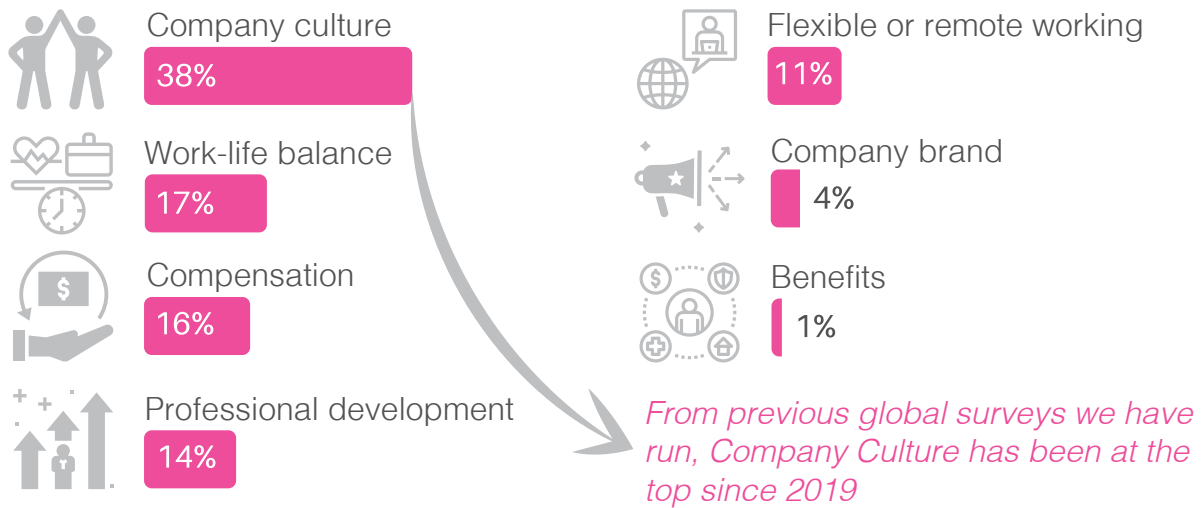 Company culture
38%
Work-life balance
17%
Compensation
$
16%
Professional development
14%
Flexible or remote working
11%
Company brand
4%
Benefits
$
1%
From previous global surveys we have
run, Company Culture has been at the
top since 2019